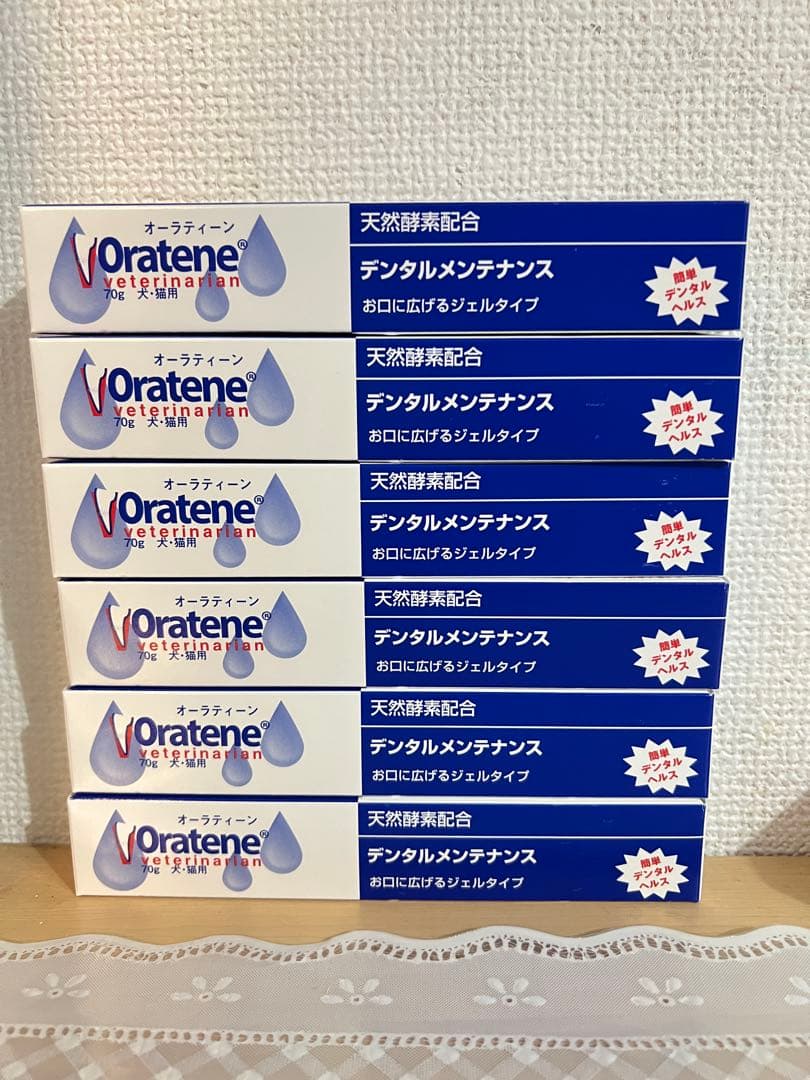 オーラティーン
Oratene®
veterinarian
70g 犬・猫用
天然酵素配合
デンタルメンテナンス
お口に広げるジェルタイプ
簡単
デンタル
ヘルス
オーラティーン
Oratene®
veterinarian
70g 犬・猫用
天然酵素配合
デンタルメンテナンス
お口に広げるジェルタイプ
簡単
デンタル
ヘルス
オーラティーン
Oratene®
veterinarian
70g 犬・猫用
天然酵素配合
デンタルメンテナンス
お口に広げるジェルタイプ
簡単
デンタル
ヘルス
オーラティーン
Oratene®
veterinarian
70g 犬・猫用
天然酵素配合
デンタルメンテナンス
お口に広げるジェルタイプ
簡単
デンタル
ヘルス
オーラティーン
Oratene®
veterinarian
70g 犬・猫用
天然酵素配合
デンタルメンテナンス
お口に広げるジェルタイプ
簡単
デンタル
ヘルス
オーラティーン
Oratene®
veterinarian
70g 犬・猫用
天然酵素配合
デンタルメンテナンス
お口に広げるジェルタイプ
簡単
デンタル
ヘルス